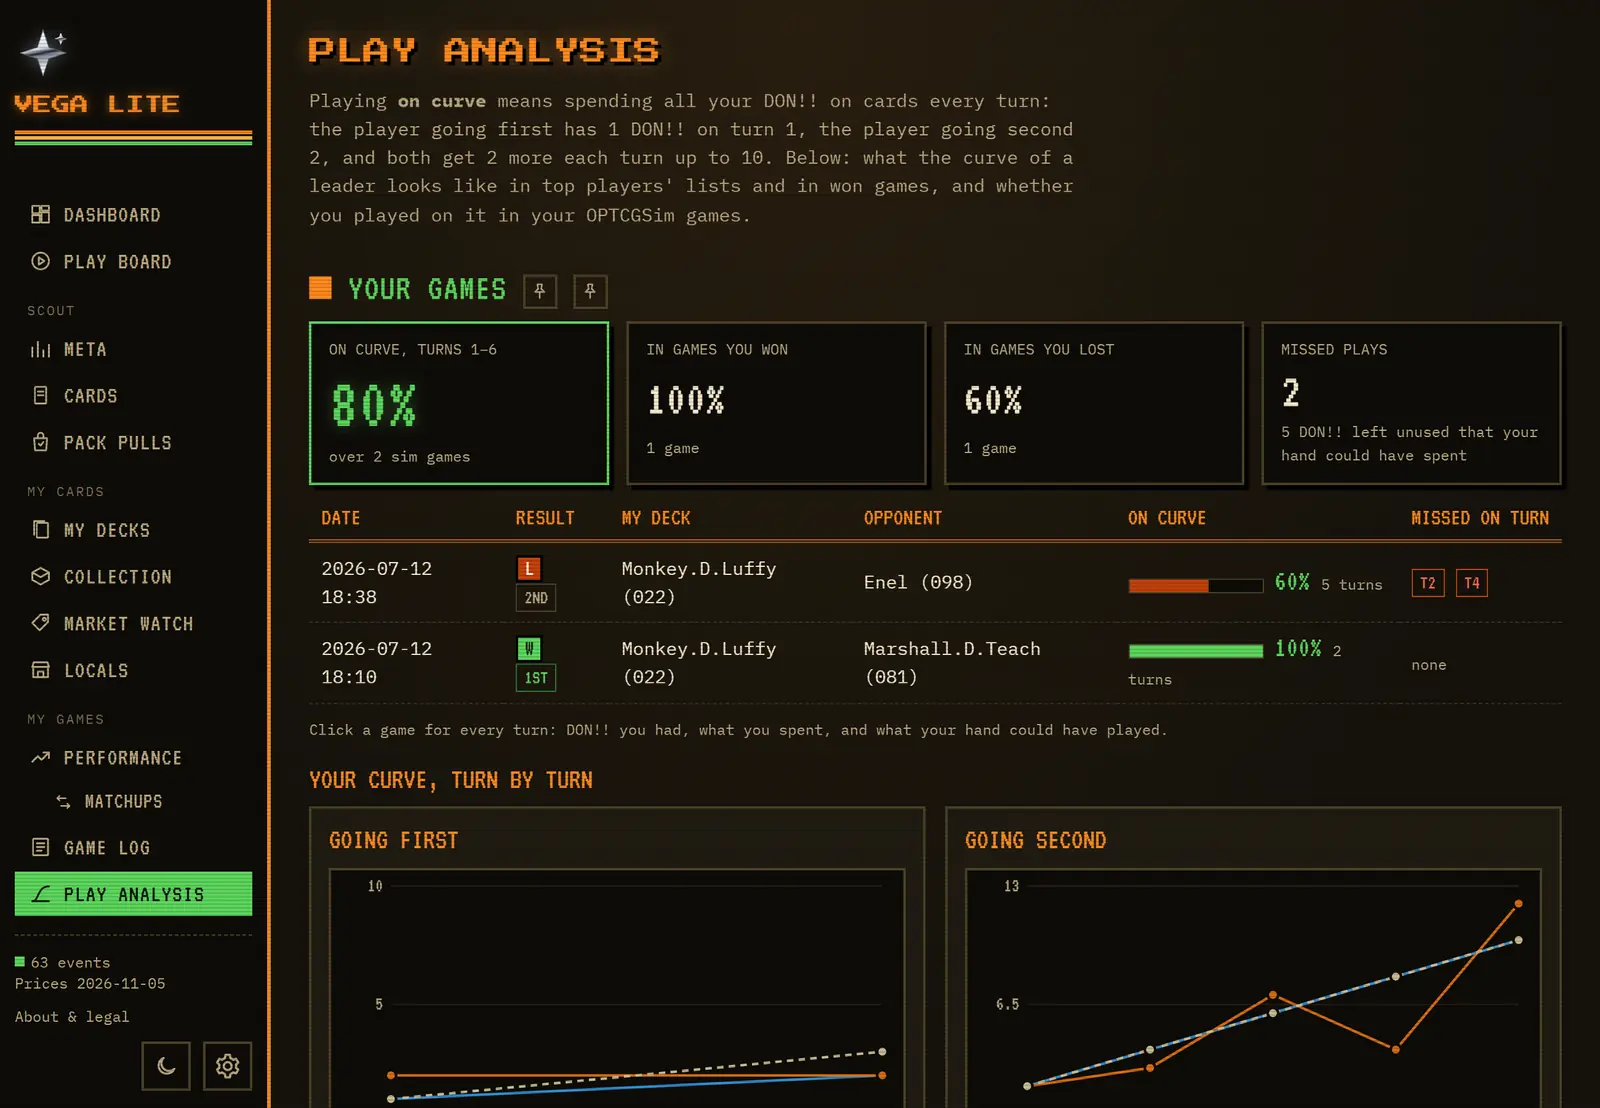 VEGA LITE
DASHBOARD
PLAY BOARD
SCOUT
META
CARDS
PACK PULLS
MY CARDS
MY DECKS
COLLECTION
MARKET WATCH
LOCALS
MY GAMES
PERFORMANCE
MATCHUPS
GAME LOG
PLAY ANALYSIS
63 events
Prices 2026-11-05
About & legal
PLAY ANALYSIS
Playing on curve means spending all your DON!! on cards every turn:
the player going first has 1 DON!! on turn 1, the player going second
2, and both get 2 more each turn up to 10. Below: what the curve of a
leader looks like in top players' lists and in won games, and whether
you played on it in your OPTCGSim games.
YOUR GAMES
ON CURVE, TURNS 1–6
80%
over 2 sim games
IN GAMES YOU WON
100%
1 game
IN GAMES YOU LOST
60%
1 game
MISSED PLAYS
2
5 DON!! left unused that your
hand could have spent
DATE RESULT MY DECK OPPONENT ON CURVE MISSED ON TURN
2026-07-12 L Monkey.D.Luffy Enel (098) 60% 5 turns T2 T4
18:38 2ND (022)
2026-07-12 W Monkey.D.Luffy Marshall.D.Teach 100% 2 none
18:10 1ST (022) (081) turns
Click a game for every turn: DON!! you had, what you spent, and what your hand could have played.
YOUR CURVE, TURN BY TURN
GOING FIRST
10
5
GOING SECOND
13
6.5